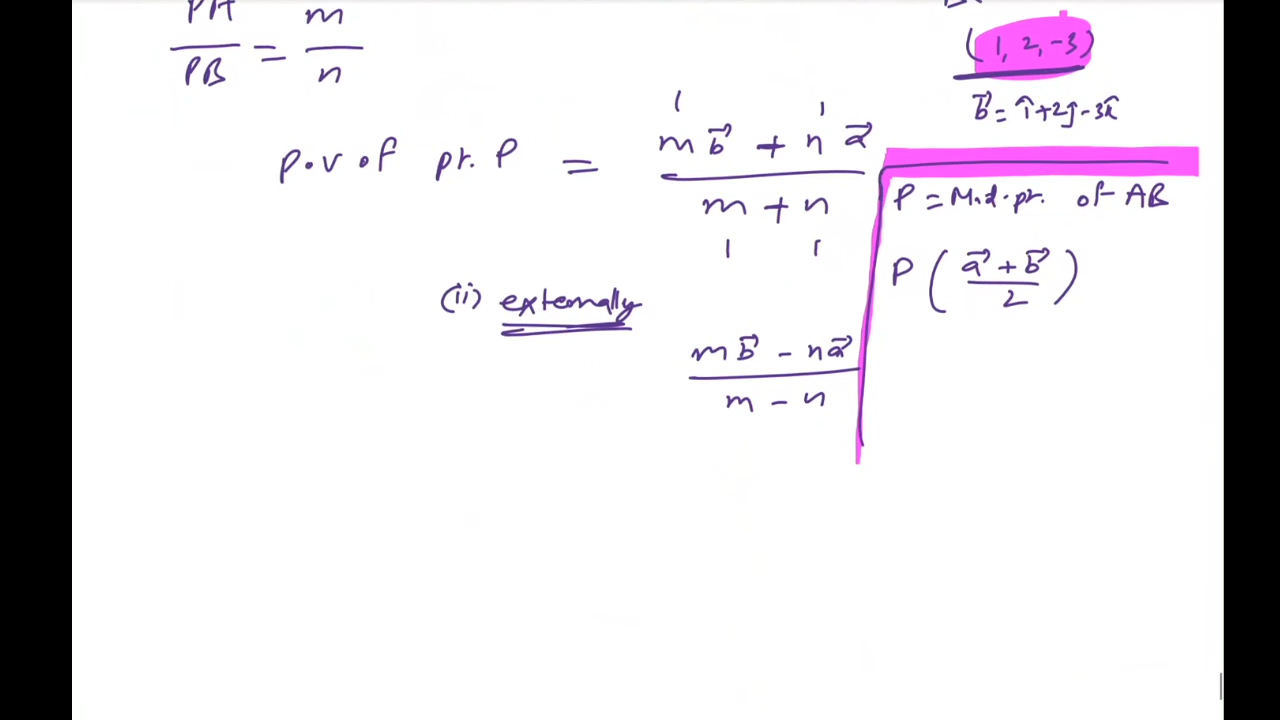 PA/PB = m/n
(1, 2, -3)
b⃗ = î+2ĵ-3k̂
1 1
p.v of pt. P = (m b⃗ + n a⃗)/(m + n)
1 1
(ii) externally
(m b⃗ - n a⃗)/(m - n)
P = Mid.pt. of AB
P ( (a⃗ + b⃗)/2 )